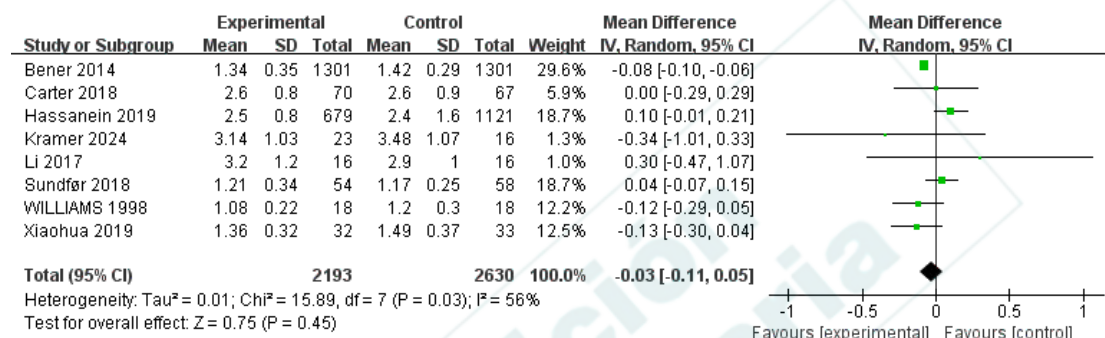 Experimental Control Mean Difference Mean Difference
Study or Subgroup Mean SD Total Mean SD Total Weight IV, Random, 95% CI IV, Random, 95% CI
Bener 2014 1.34 0.35 1301 1.42 0.29 1301 29.6% -0.08 [-0.10, -0.06]
Carter 2018 2.6 0.8 70 2.6 0.9 67 5.9% 0.00 [-0.29, 0.29]
Hassanein 2019 2.5 0.8 679 2.4 1.6 1121 18.7% 0.10 [-0.01, 0.21]
Kramer 2024 3.14 1.03 23 3.48 1.07 16 1.3% -0.34 [-1.01, 0.33]
Li 2017 3.2 1.2 16 2.9 1 16 1.0% 0.30 [-0.47, 1.07]
Sundfør 2018 1.21 0.34 54 1.17 0.25 58 18.7% 0.04 [-0.07, 0.15]
WILLIAMS 1998 1.08 0.22 18 1.2 0.3 18 12.2% -0.12 [-0.29, 0.05]
Xiaohua 2019 1.36 0.32 32 1.49 0.37 33 12.5% -0.13 [-0.30, 0.04]
Total (95% CI) 2193 2630 100.0% -0.03 [-0.11, 0.05]
Heterogeneity: Tau² = 0.01; Chi² = 15.89, df = 7 (P = 0.03); I² = 56%
Test for overall effect: Z = 0.75 (P = 0.45)
-1 -0.5 0 0.5 1
Favours [experimental] Favours [control]